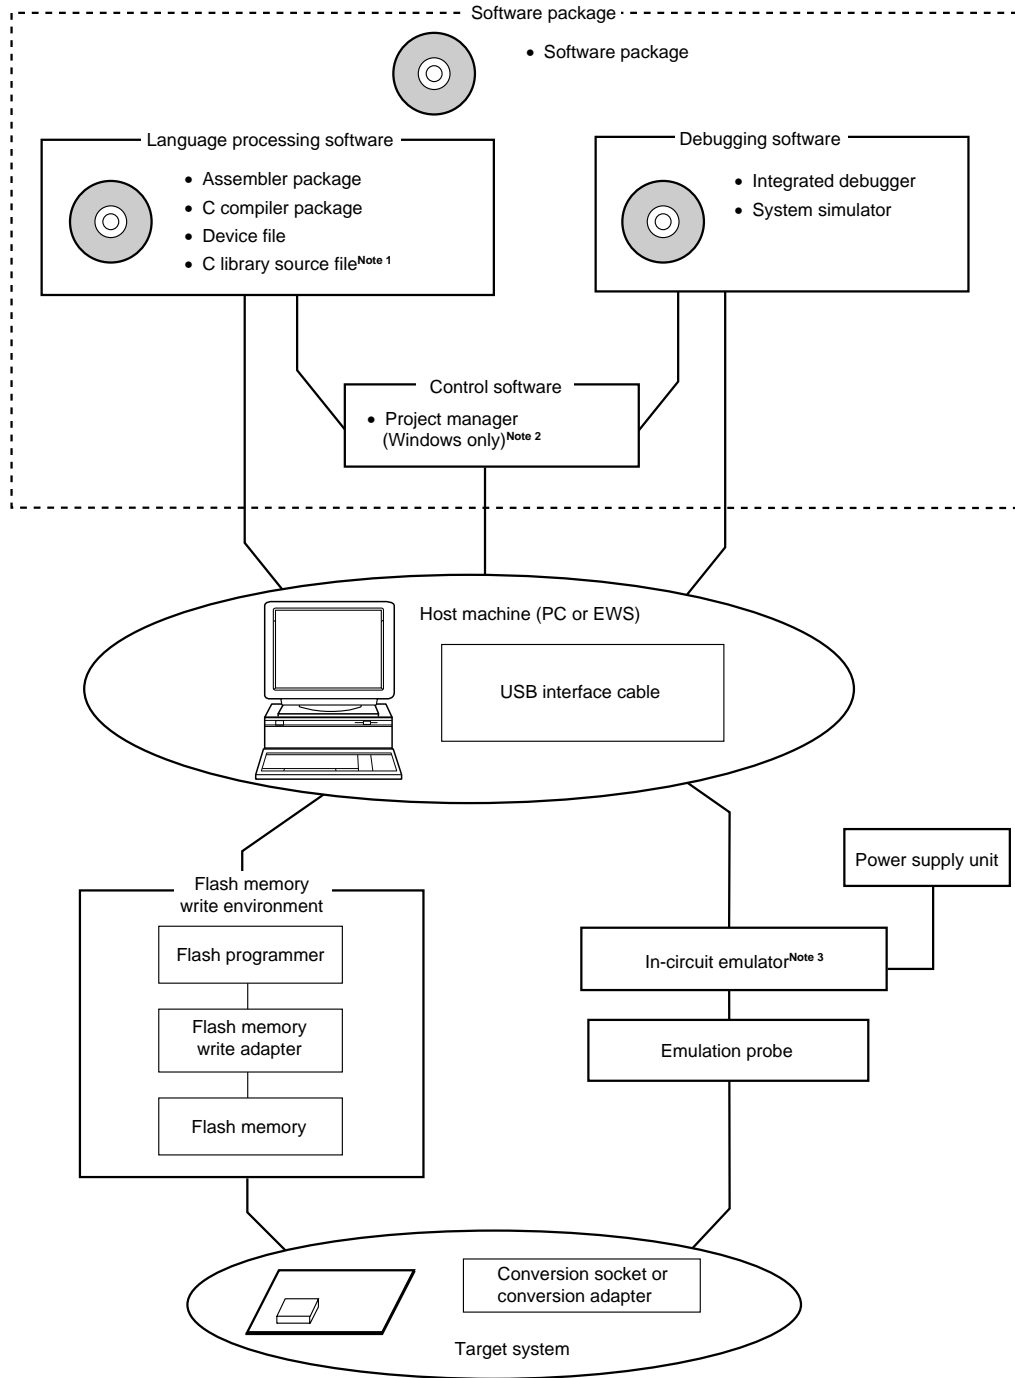 Software package
• Software package
Language processing software
• Assembler package
• C compiler package
• Device file
• C library source fileNote 1
Debugging software
• Integrated debugger
• System simulator
Control software
• Project manager
(Windows only)Note 2
Host machine (PC or EWS)
USB interface cable
Flash memory
write environment
Flash programmer
Flash memory
write adapter
Flash memory
Power supply unit
In-circuit emulatorNote 3
Emulation probe
Conversion socket or
conversion adapter
Target system